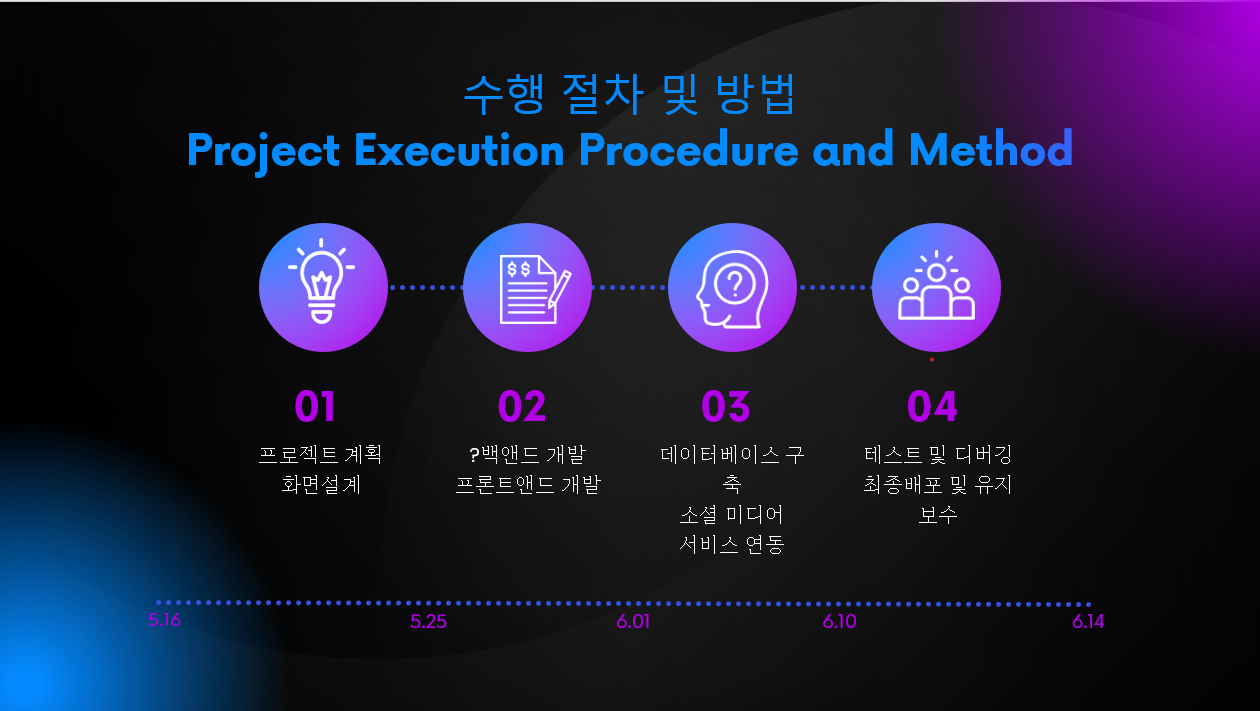 수행 절차 및 방법
Project Execution Procedure and Method
$ $
?
01
프로젝트 계획
화면설계
02
?백앤드 개발
프론트앤드 개발
03
데이터베이스 구
축
소셜 미디어
서비스 연동
04
테스트 및 디버깅
최종배포 및 유지
보수
5.16
5.25
6.01
6.10
6.14